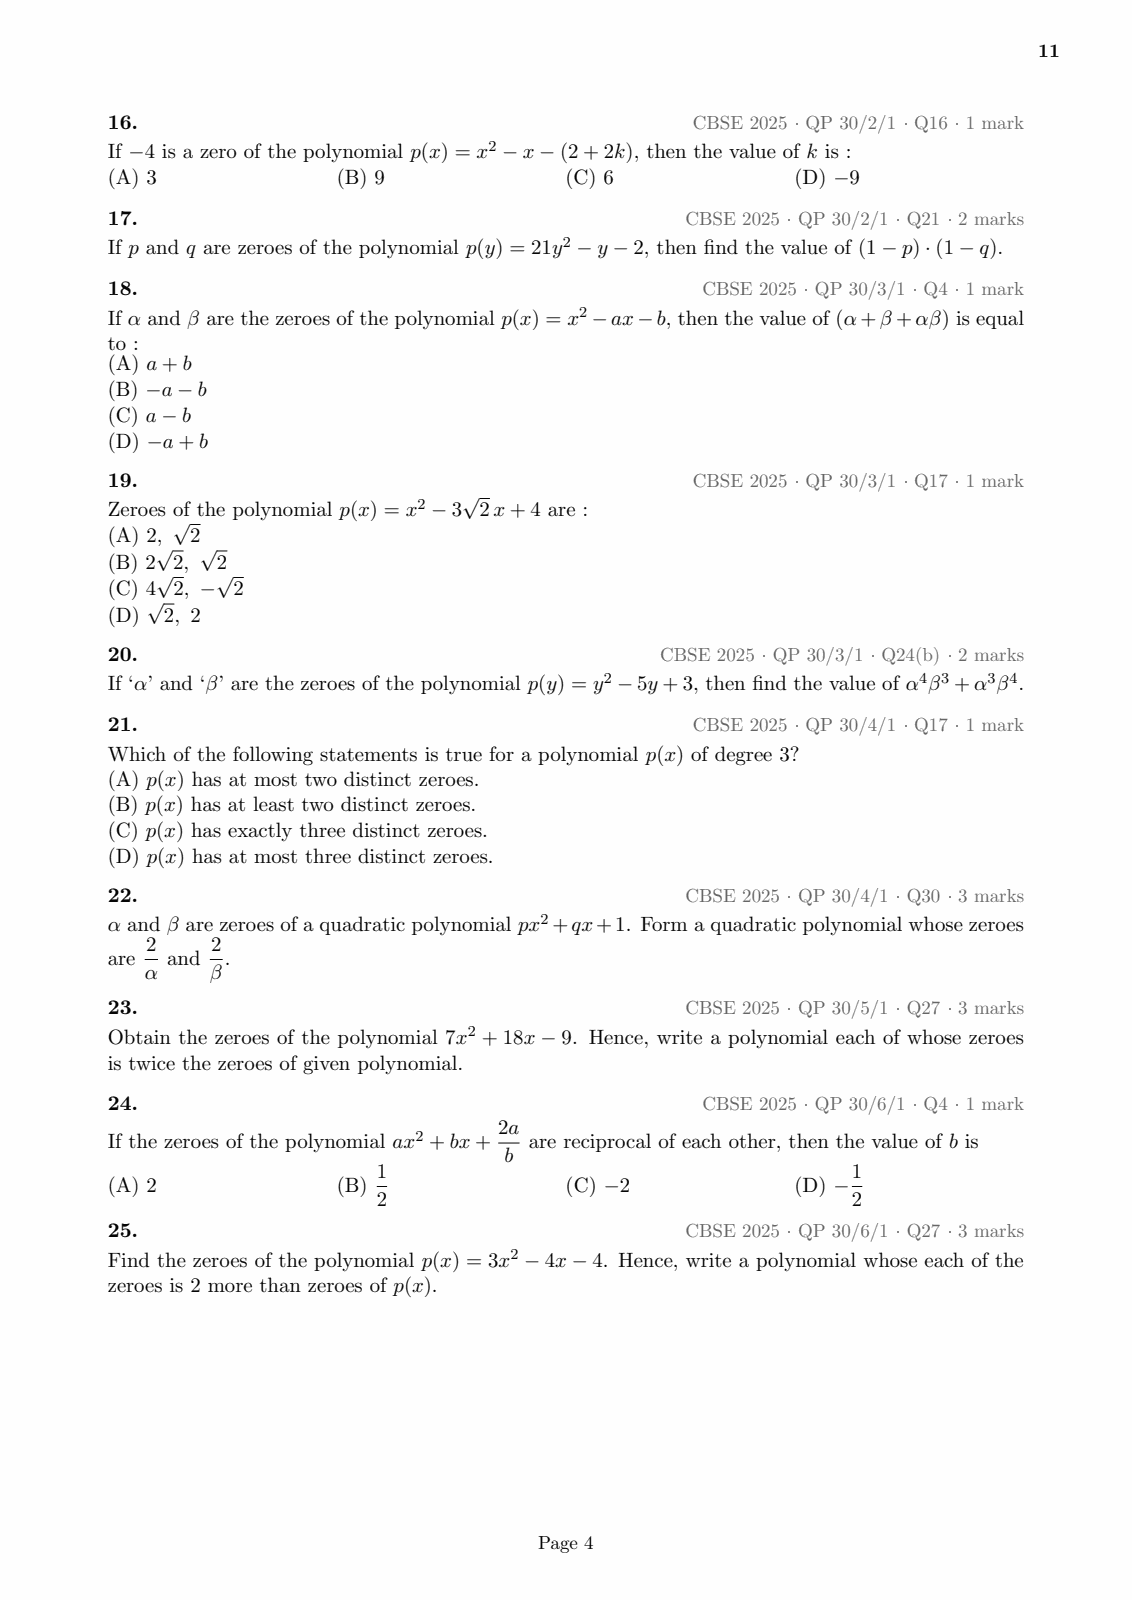 11
16. CBSE 2025 · QP 30/2/1 · Q16 · 1 mark
If −4 is a zero of the polynomial p(x) = x² − x − (2 + 2k), then the value of k is :
(A) 3 (B) 9 (C) 6 (D) −9
17. CBSE 2025 · QP 30/2/1 · Q21 · 2 marks
If p and q are zeroes of the polynomial p(y) = 21y² − y − 2, then find the value of (1 − p) · (1 − q).
18. CBSE 2025 · QP 30/3/1 · Q4 · 1 mark
If α and β are the zeroes of the polynomial p(x) = x² − ax − b, then the value of (α + β + αβ) is equal
to :
(A) a + b
(B) −a − b
(C) a − b
(D) −a + b
19. CBSE 2025 · QP 30/3/1 · Q17 · 1 mark
Zeroes of the polynomial p(x) = x² − 3√2 x + 4 are :
(A) 2, √2
(B) 2√2, √2
(C) 4√2, −√2
(D) √2, 2
20. CBSE 2025 · QP 30/3/1 · Q24(b) · 2 marks
If ‘α’ and ‘β’ are the zeroes of the polynomial p(y) = y² − 5y + 3, then find the value of α⁴β³ + α³β⁴.
21. CBSE 2025 · QP 30/4/1 · Q17 · 1 mark
Which of the following statements is true for a polynomial p(x) of degree 3?
(A) p(x) has at most two distinct zeroes.
(B) p(x) has at least two distinct zeroes.
(C) p(x) has exactly three distinct zeroes.
(D) p(x) has at most three distinct zeroes.
22. CBSE 2025 · QP 30/4/1 · Q30 · 3 marks
α and β are zeroes of a quadratic polynomial px² + qx + 1. Form a quadratic polynomial whose zeroes
are 2/α and 2/β.
23. CBSE 2025 · QP 30/5/1 · Q27 · 3 marks
Obtain the zeroes of the polynomial 7x² + 18x − 9. Hence, write a polynomial each of whose zeroes
is twice the zeroes of given polynomial.
24. CBSE 2025 · QP 30/6/1 · Q4 · 1 mark
If the zeroes of the polynomial ax² + bx + 2a/b are reciprocal of each other, then the value of b is
(A) 2 (B) 1/2 (C) −2 (D) −1/2
25. CBSE 2025 · QP 30/6/1 · Q27 · 3 marks
Find the zeroes of the polynomial p(x) = 3x² − 4x − 4. Hence, write a polynomial whose each of the
zeroes is 2 more than zeroes of p(x).
Page 4